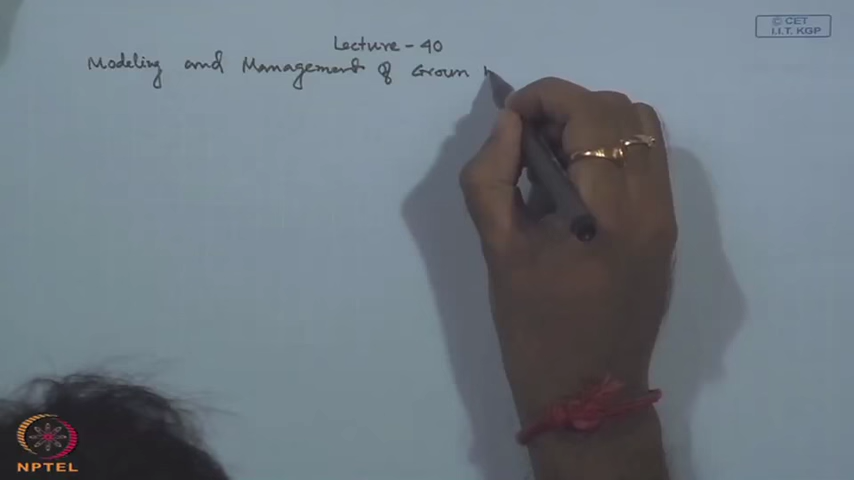 © CET
I.I.T. KGP
Lecture - 40
Modeling and Management of Groun
NPTEL